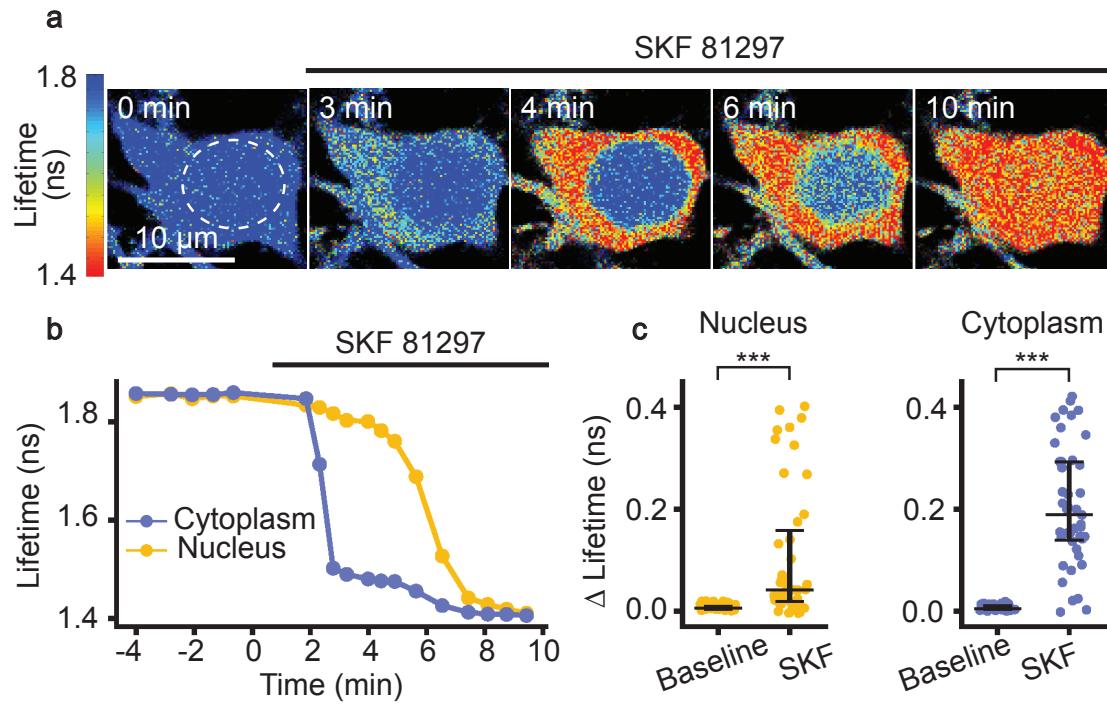 a
SKF 81297
1.8
Lifetime
(ns)
1.4
0 min
3 min
4 min
6 min
10 min
10 µm
b
SKF 81297
Lifetime (ns)
1.8
1.6
1.4
Cytoplasm
Nucleus
-4 -2 0 2 4 6 8 10
Time (min)
c
Nucleus
Cytoplasm
***
***
Δ Lifetime (ns)
0.4
0.2
0.0
0.4
0.2
0.0
Baseline
SKF
Baseline
SKF